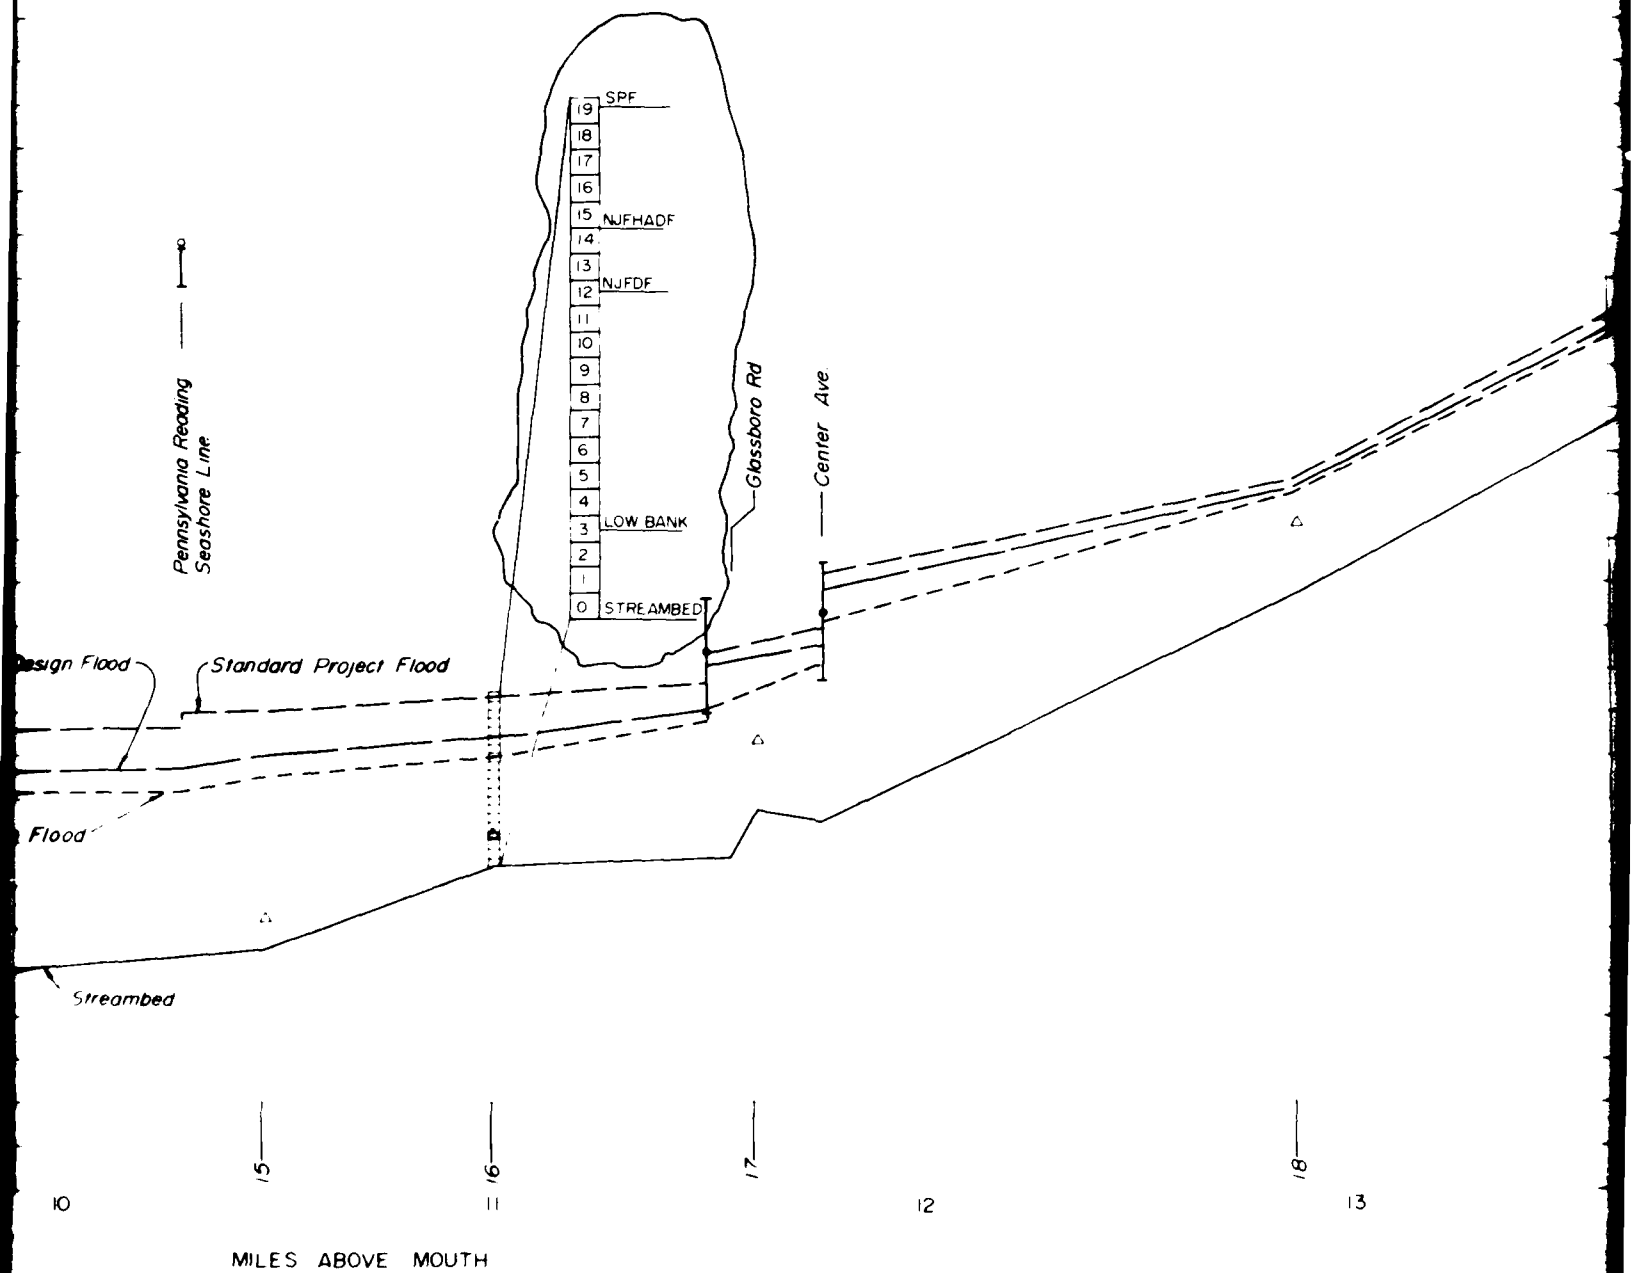 SPF
19
18
17
16
15 NJFHADF
14
13
NJFDF
12
11
10
9
8
7
6
5
4
LOW BANK
3
2
1
0 STREAMBED
Pennsylvania Reading
Seashore Line
Glassboro Rd
Center Ave.
Design Flood
Standard Project Flood
Flood
Streambed
15
16
17
18
10
11
12
13
MILES ABOVE MOUTH